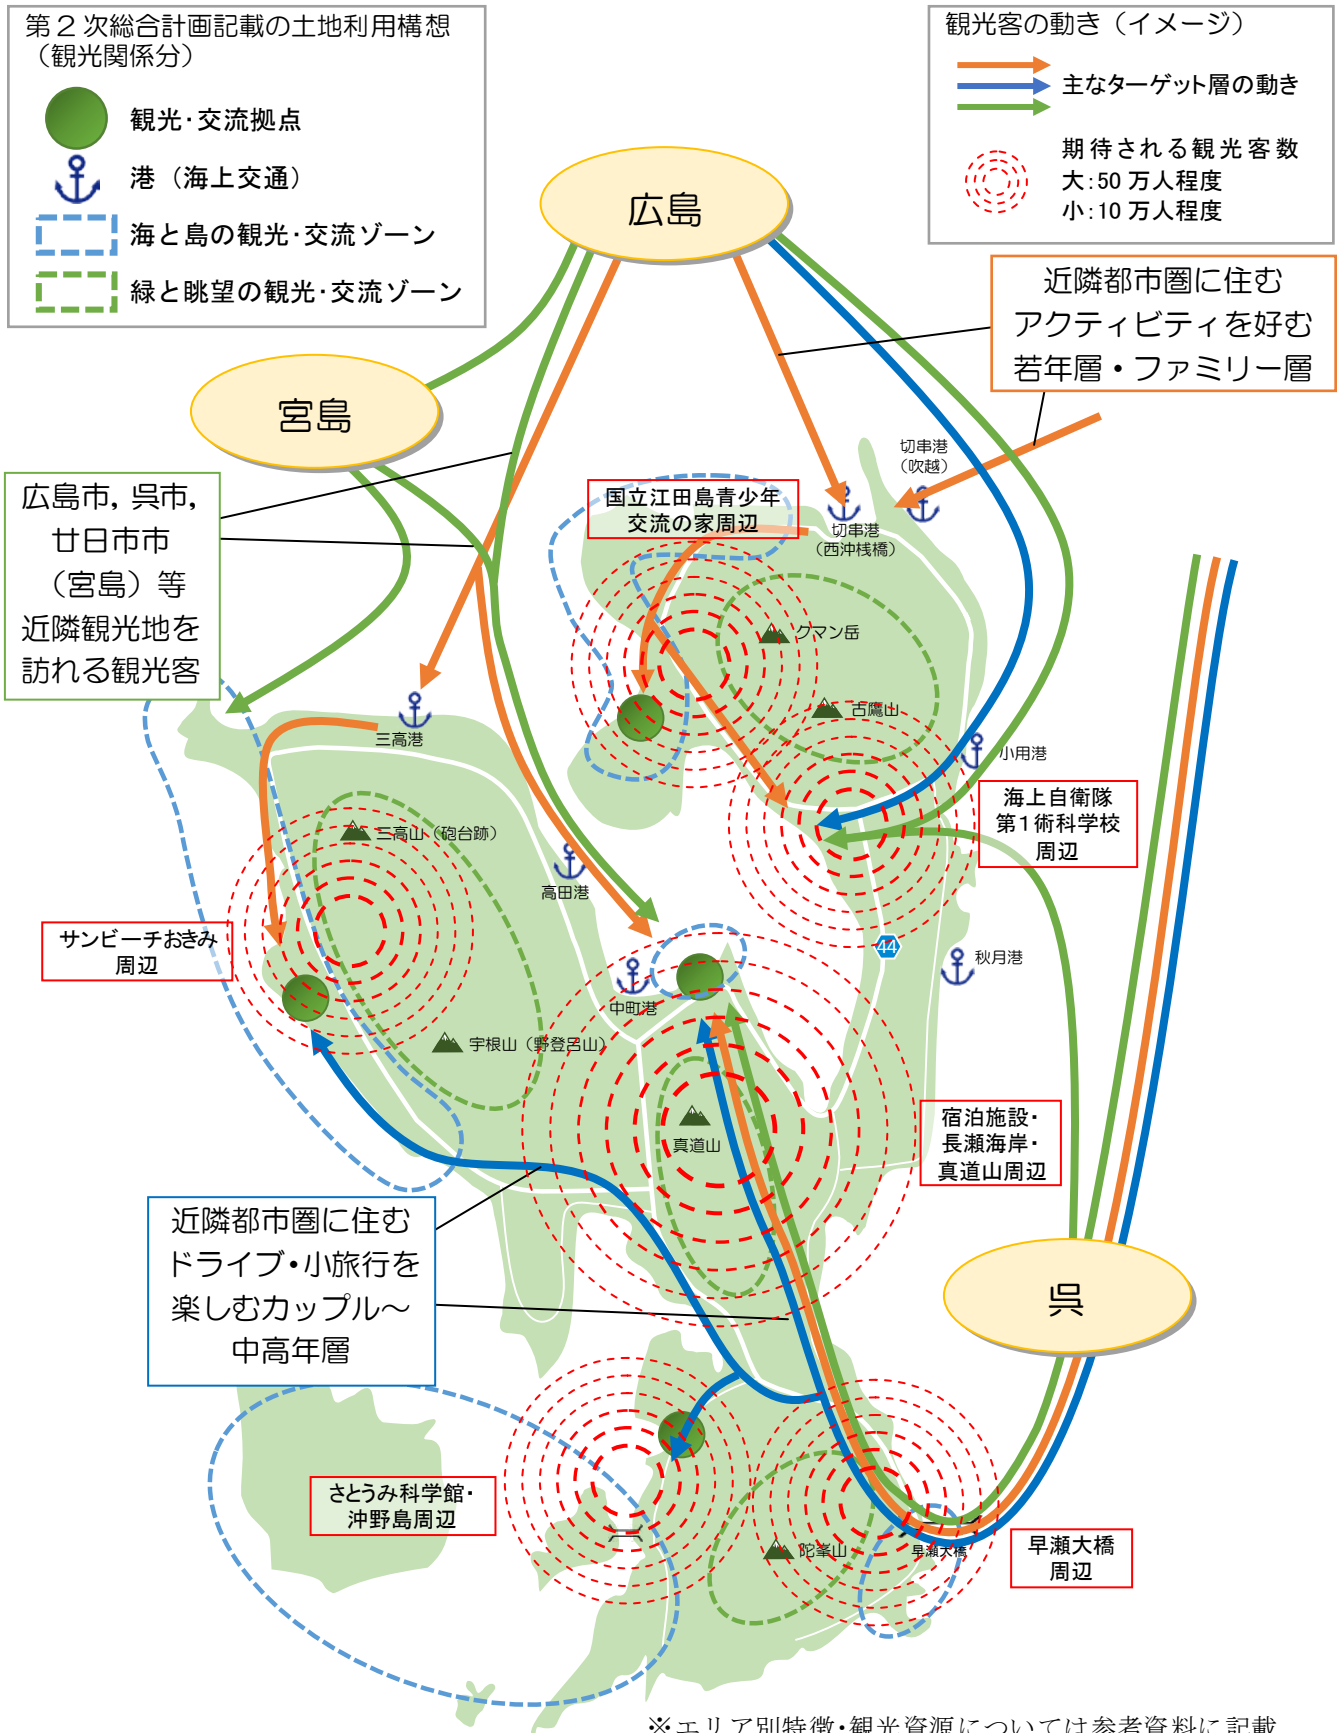 第２次総合計画記載の土地利用構想
（観光関係分）
観光・交流拠点
港（海上交通）
海と島の観光・交流ゾーン
緑と眺望の観光・交流ゾーン
観光客の動き（イメージ）
主なターゲット層の動き
期待される観光客数
大：50 万人程度
小：10 万人程度
広島
近隣都市圏に住む
アクティビティを好む
若年層・ファミリー層
宮島
広島市，呉市，
廿日市市
（宮島）等
近隣観光地を
訪れる観光客
切串港
（吹越）
国立江田島青少年
交流の家周辺
切串港
（西沖桟橋）
クマン岳
古鷹山
小用港
三高港
海上自衛隊
第１術科学校
周辺
三高山（砲台跡）
高田港
サンビーチおきみ
周辺
44
秋月港
中町港
宇根山（野登呂山）
真道山
宿泊施設・
長瀬海岸・
真道山周辺
近隣都市圏に住む
ドライブ・小旅行を
楽しむカップル～
中高年層
呉
さとうみ科学館・
沖野島周辺
陀峯山
早瀬大橋
早瀬大橋
周辺
※エリア別特徴・観光資源については参考資料に記載